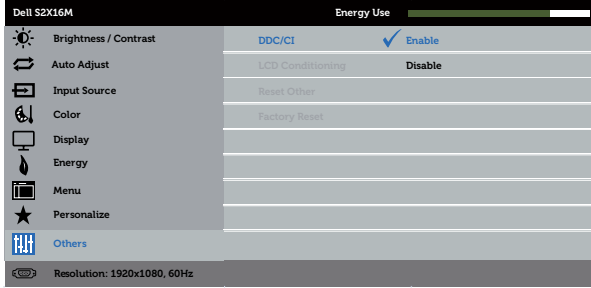 Dell S2X16M Energy Use
Brightness / Contrast DDC/CI Enable
Auto Adjust LCD Conditioning Disable
Input Source Reset Other
Color Factory Reset
Display
Energy
Menu
Personalize
Others
Resolution: 1920x1080, 60Hz